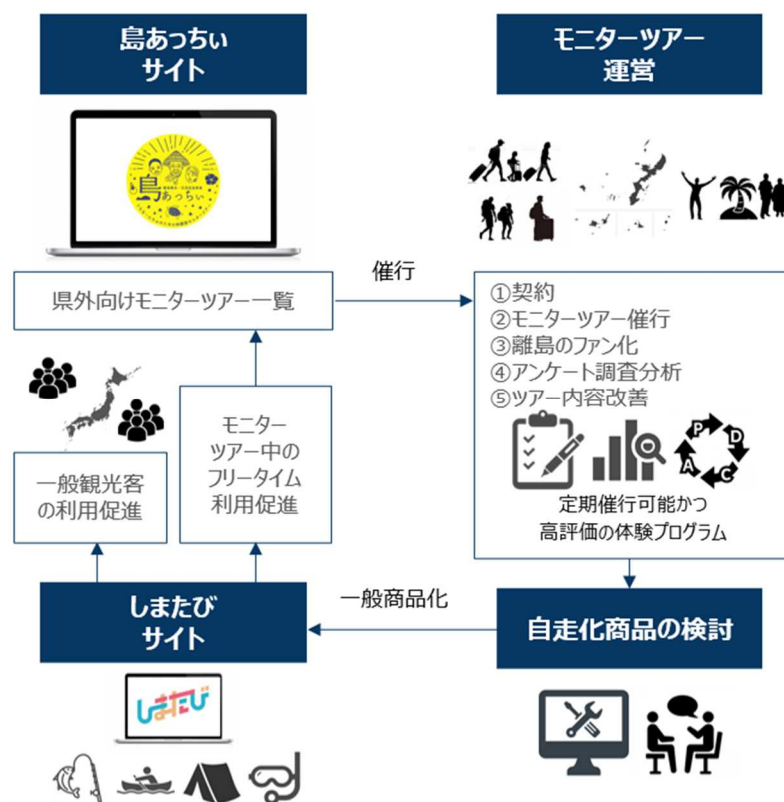 島あっちぃ
サイト
モニターツアー
運営
島
あっちぃ
県外向けモニターツアー一覧
催行
①契約
②モニターツアー催行
③離島のファン化
④アンケート調査分析
⑤ツアー内容改善
P
D
C
A
定期催行可能かつ
高評価の体験プログラム
モニター
ツアー中の
フリータイム
利用促進
一般観光客
の利用促進
しまたび
サイト
一般商品化
自走化商品の検討
しまたび